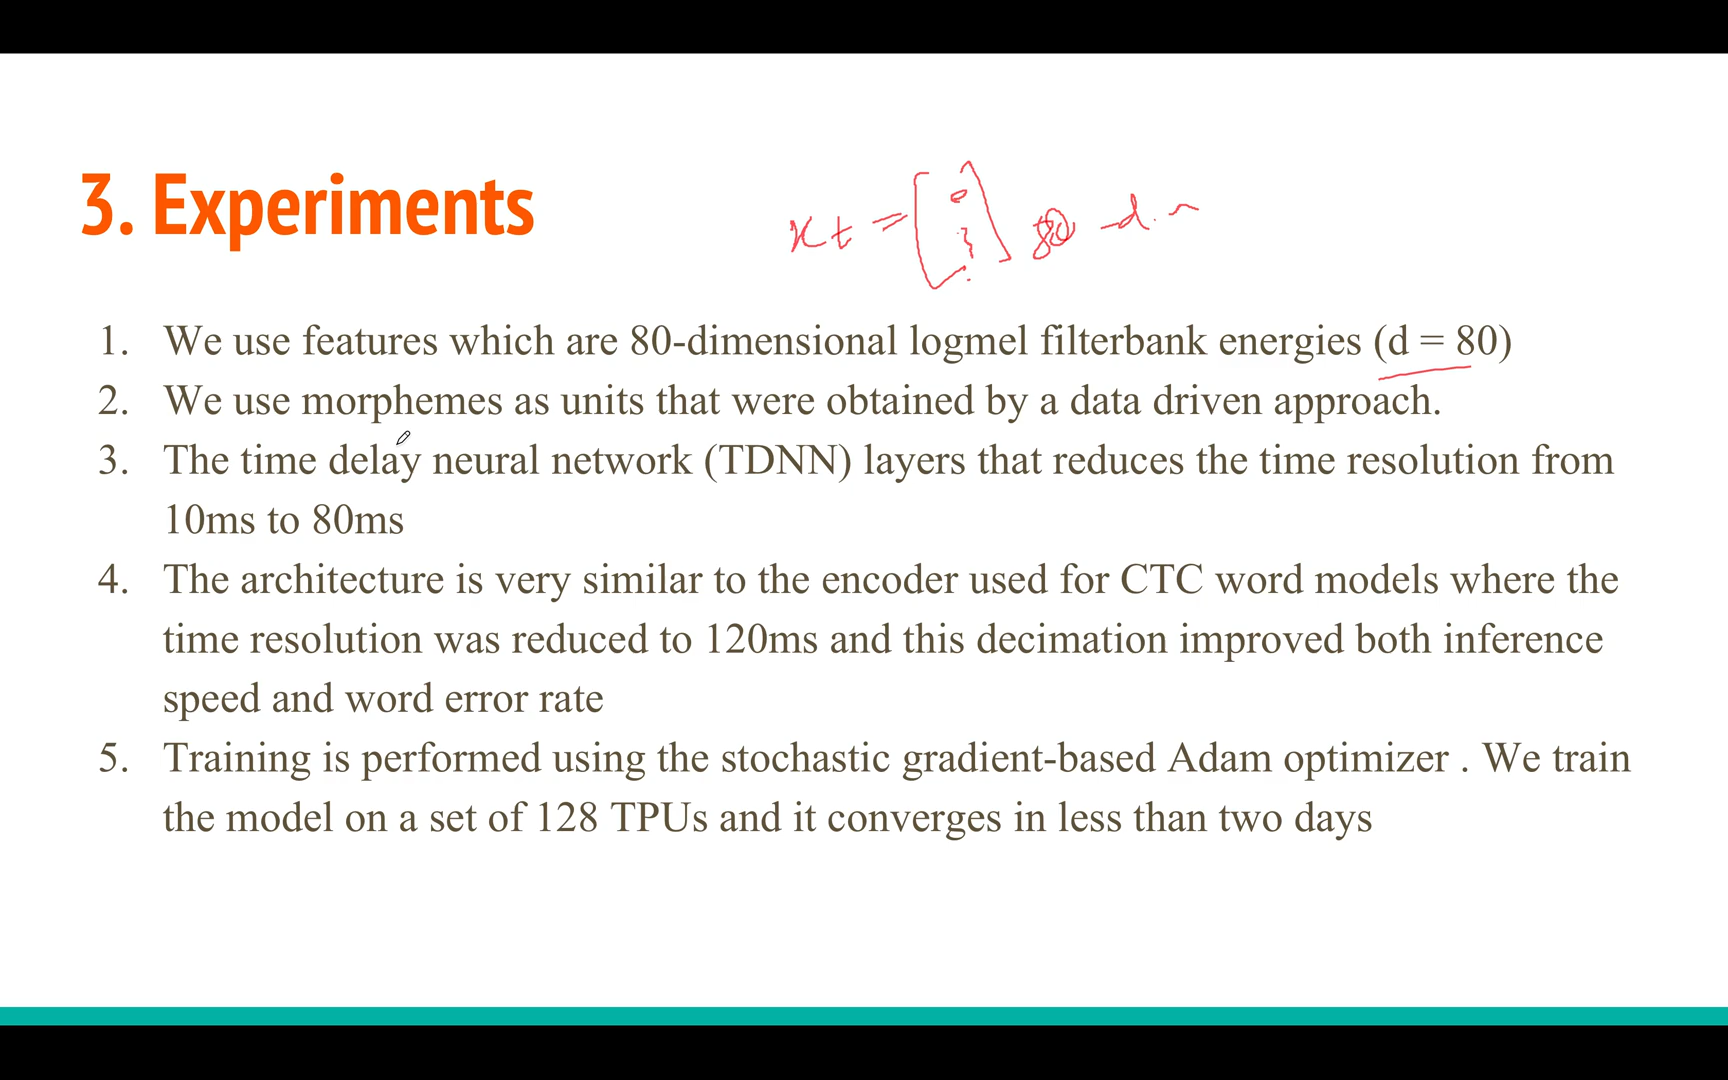 3. Experiments
xt = [ ] 80 -d.
1. We use features which are 80-dimensional logmel filterbank energies (d = 80)
2. We use morphemes as units that were obtained by a data driven approach.
3. The time delay neural network (TDNN) layers that reduces the time resolution from
10ms to 80ms
4. The architecture is very similar to the encoder used for CTC word models where the
time resolution was reduced to 120ms and this decimation improved both inference
speed and word error rate
5. Training is performed using the stochastic gradient-based Adam optimizer . We train
the model on a set of 128 TPUs and it converges in less than two days